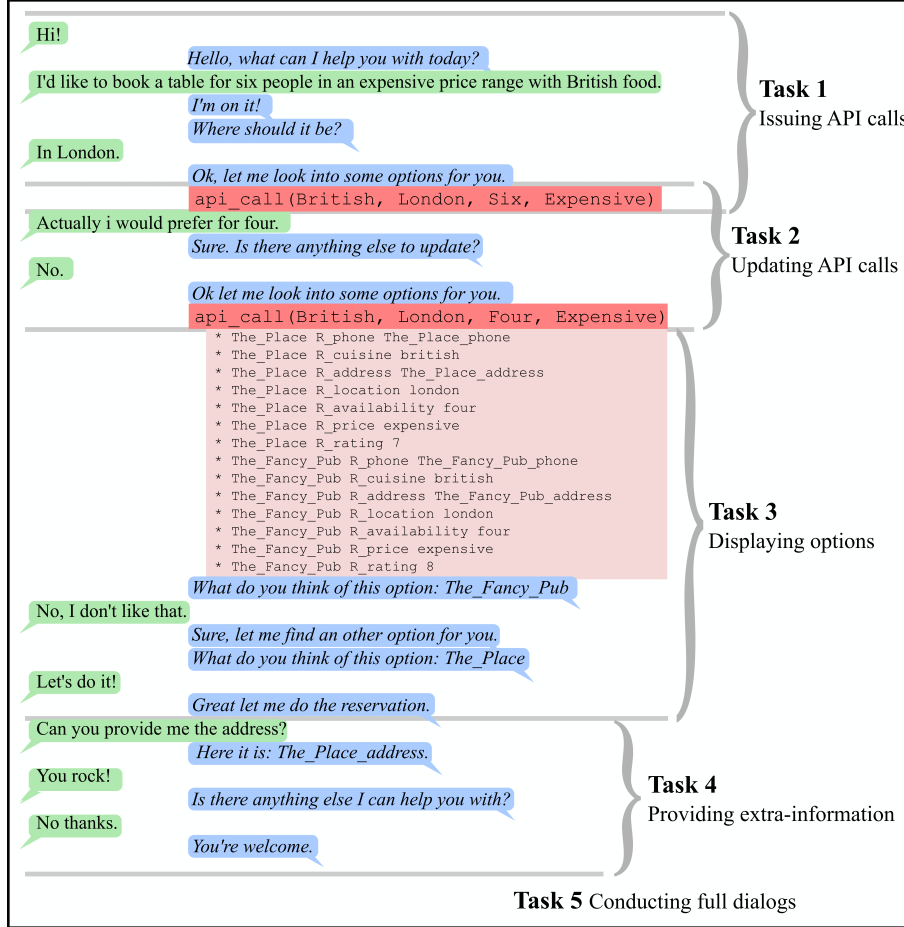 Hi!
Hello, what can I help you with today?
I'd like to book a table for six people in an expensive price range with British food.
I'm on it!
Where should it be?
In London.
Ok, let me look into some options for you.
api_call(British, London, Six, Expensive)
Task 1
Issuing API calls
Actually i would prefer for four.
Sure. Is there anything else to update?
No.
Ok let me look into some options for you.
api_call(British, London, Four, Expensive)
Task 2
Updating API calls
* The_Place R_phone The_Place_phone
* The_Place R_cuisine british
* The_Place R_address The_Place_address
* The_Place R_location london
* The_Place R_availability four
* The_Place R_price expensive
* The_Place R_rating 7
* The_Fancy_Pub R_phone The_Fancy_Pub_phone
* The_Fancy_Pub R_cuisine british
* The_Fancy_Pub R_address The_Fancy_Pub_address
* The_Fancy_Pub R_location london
* The_Fancy_Pub R_availability four
* The_Fancy_Pub R_price expensive
* The_Fancy_Pub R_rating 8
What do you think of this option: The_Fancy_Pub
No, I don't like that.
Sure, let me find an other option for you.
What do you think of this option: The_Place
Let's do it!
Great let me do the reservation.
Task 3
Displaying options
Can you provide me the address?
Here it is: The_Place_address.
You rock!
Is there anything else I can help you with?
No thanks.
You're welcome.
Task 4
Providing extra-information
Task 5 Conducting full dialogs